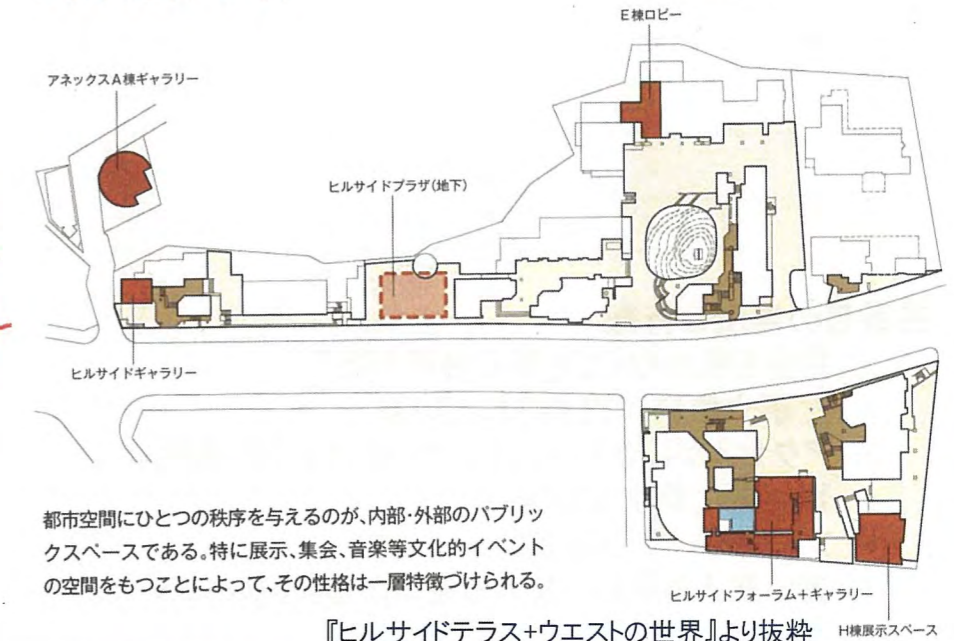 E棟ロビー
アネックスA棟ギャラリー
ヒルサイドプラザ(地下)
ヒルサイドギャラリー
都市空間にひとつの秩序を与えるのが、内部・外部のパブリッ
クスペースである。特に展示、集会、音楽等文化的イベント
の空間をもつことによって、その性格は一層特徴づけられる。
ヒルサイドフォーラム+ギャラリー
H棟展示スペース
『ヒルサイドテラス+ウエストの世界』より抜粋